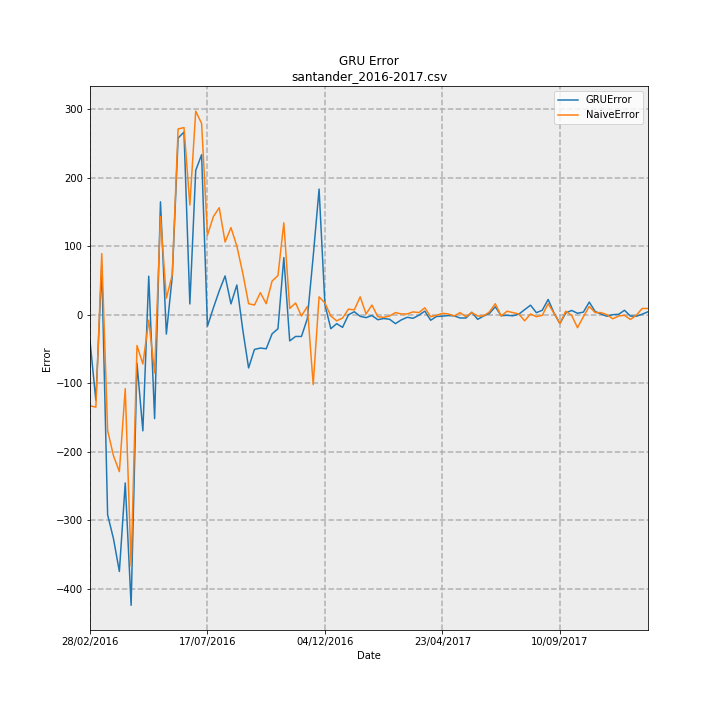 GRU Error
santander_2016-2017.csv
GRUError
NaiveError
300
200
100
0
−100
−200
−300
−400
Error
28/02/2016
17/07/2016
04/12/2016
23/04/2017
10/09/2017
Date